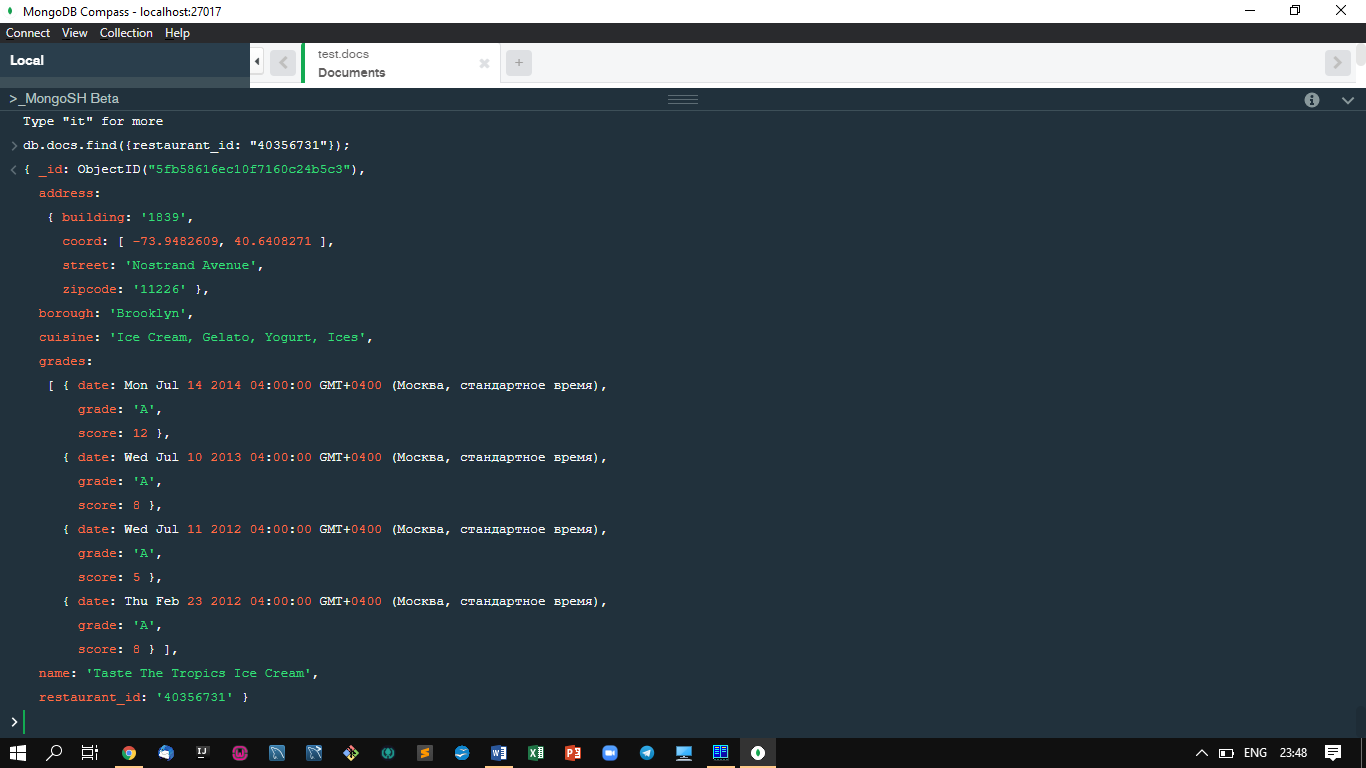 MongoDB Compass - localhost:27017
Connect View Collection Help
Local
test.docs
Documents
>_MongoSH Beta
Type "it" for more
db.docs.find({restaurant_id: "40356731"});
{ _id: ObjectID("5fb58616ec10f7160c24b5c3"),
address:
{ building: '1839',
coord: [ -73.9482609, 40.6408271 ],
street: 'Nostrand Avenue',
zipcode: '11226' },
borough: 'Brooklyn',
cuisine: 'Ice Cream, Gelato, Yogurt, Ices',
grades:
[ { date: Mon Jul 14 2014 04:00:00 GMT+0400 (Москва, стандартное время),
grade: 'A',
score: 12 },
{ date: Wed Jul 10 2013 04:00:00 GMT+0400 (Москва, стандартное время),
grade: 'A',
score: 8 },
{ date: Wed Jul 11 2012 04:00:00 GMT+0400 (Москва, стандартное время),
grade: 'A',
score: 5 },
{ date: Thu Feb 23 2012 04:00:00 GMT+0400 (Москва, стандартное время),
grade: 'A',
score: 8 } ],
name: 'Taste The Tropics Ice Cream',
restaurant_id: '40356731' }
>
ENG 23:48